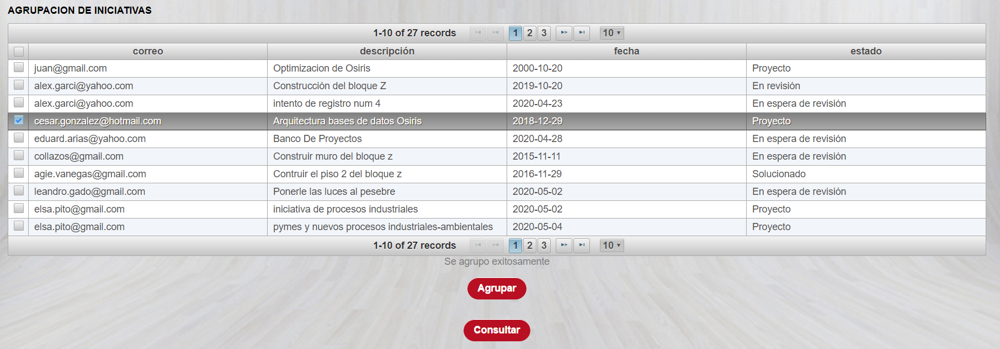 AGRUPACION DE INICIATIVAS
1-10 of 27 records 1 2 3 10
correo descripción fecha estado
juan@gmail.com Optimizacion de Osiris 2000-10-20 Proyecto
alex.garci@yahoo.com Construcción del bloque Z 2019-10-20 En revisión
alex.garci@yahoo.com intento de registro num 4 2020-04-23 En espera de revisión
cesar.gonzalez@hotmail.com Arquitectura bases de datos Osiris 2018-12-29 Proyecto
eduard.arias@yahoo.com Banco De Proyectos 2020-04-28 En espera de revisión
collazos@gmail.com Construir muro del bloque z 2015-11-11 En espera de revisión
agie.vanegas@gmail.com Contruir el piso 2 del bloque z 2016-11-29 Solucionado
leandro.gado@gmail.com Ponerle las luces al pesebre 2020-05-02 En espera de revisión
elsa.pito@gmail.com iniciativa de procesos industriales 2020-05-02 Proyecto
elsa.pito@gmail.com pymes y nuevos procesos industriales-ambientales 2020-05-04 Proyecto
1-10 of 27 records 1 2 3 10
Se agrupo exitosamente
Agrupar
Consultar